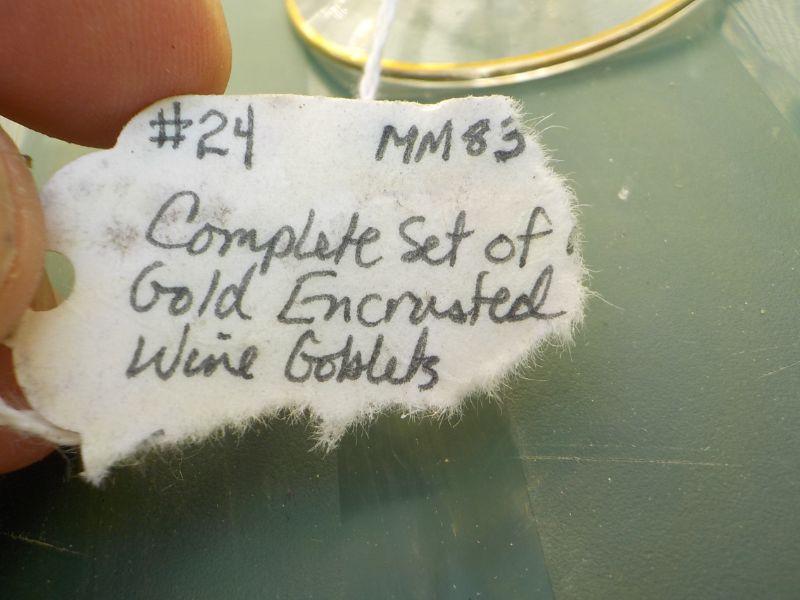 #24 MM83
Complete Set of
Gold Encrusted
Wine Goblets